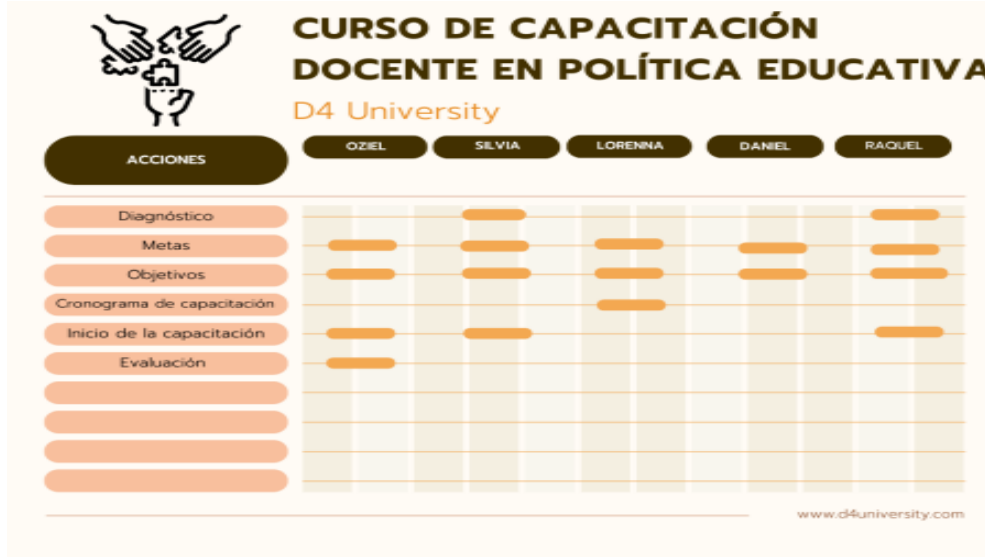 CURSO DE CAPACITACIÓN
DOCENTE EN POLÍTICA EDUCATIVA
D4 University
ACCIONES
OZIEL
SILVIA
LORENNA
DANIEL
RAQUEL
Diagnóstico
Metas
Objetivos
Cronograma de capacitación
Inicio de la capacitación
Evaluación
www.d4university.com